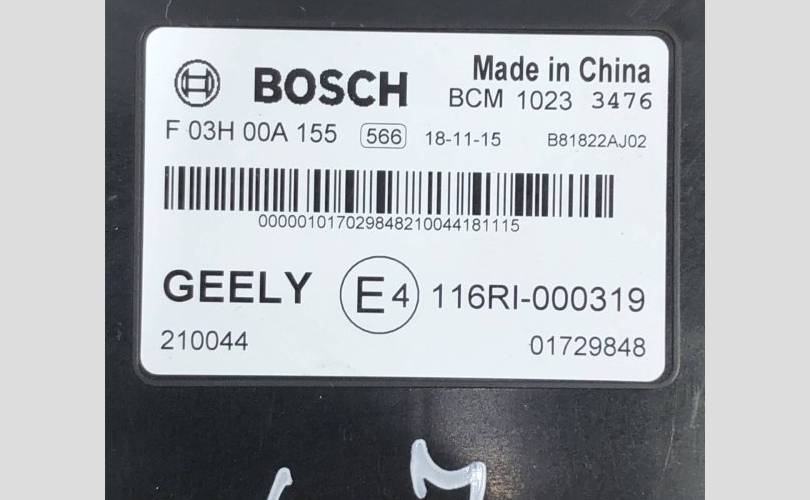 BOSCH Made in China
BCM 1023 3476
F 03H 00A 155 566 18-11-15 B81822AJ02
000001017029848210044181115
GEELY E4 116RI-000319
210044 01729848